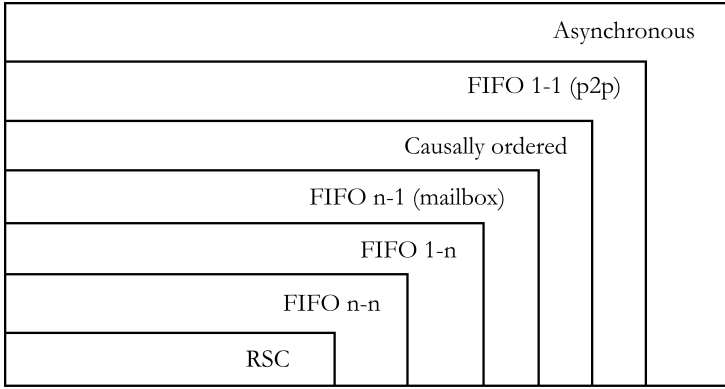 Asynchronous
FIFO 1-1 (p2p)
Causally ordered
FIFO n-1 (mailbox)
FIFO 1-n
FIFO n-n
RSC